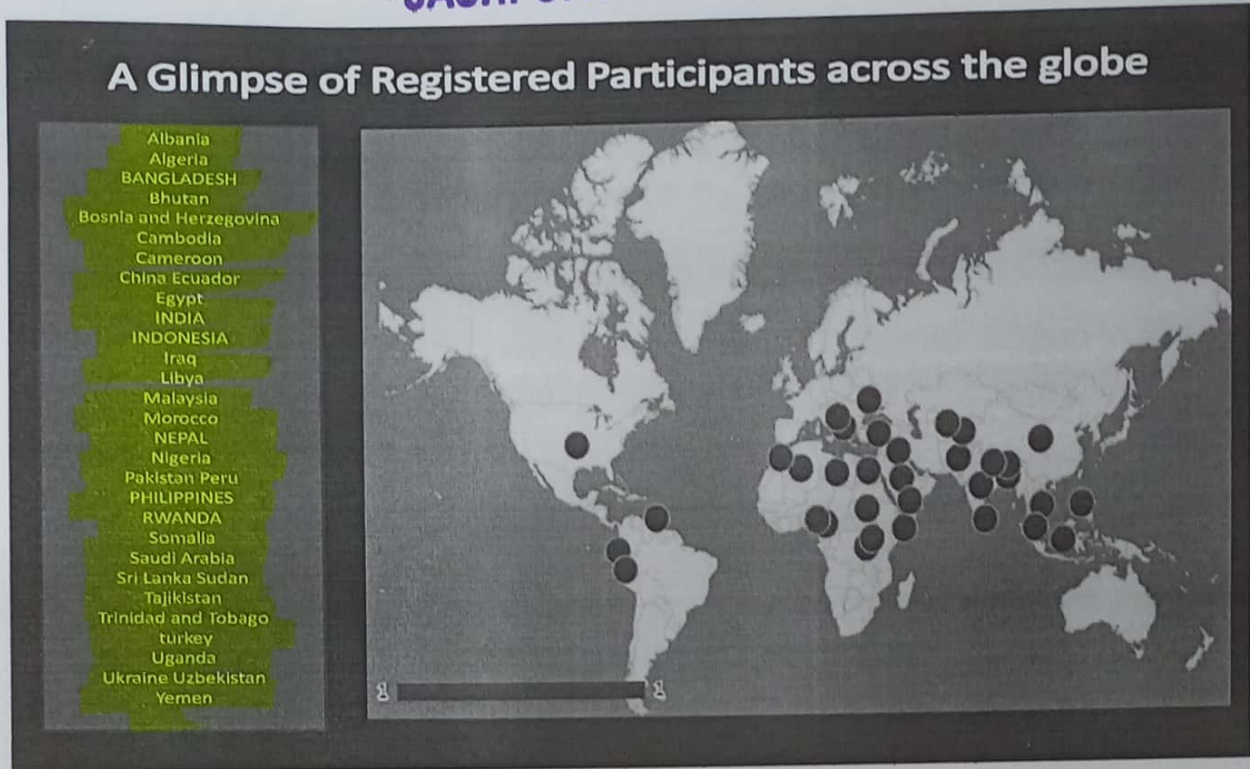 A Glimpse of Registered Participants across the globe
Albania
Algeria
BANGLADESH
Bhutan
Bosnia and Herzegovina
Cambodia
Cameroon
China Ecuador
Egypt
INDIA
INDONESIA
Iraq
Libya
Malaysia
Morocco
NEPAL
Nigeria
Pakistan Peru
PHILIPPINES
RWANDA
Somalia
Saudi Arabia
Sri Lanka Sudan
Tajikistan
Trinidad and Tobago
turkey
Uganda
Ukraine Uzbekistan
Yemen
1 1